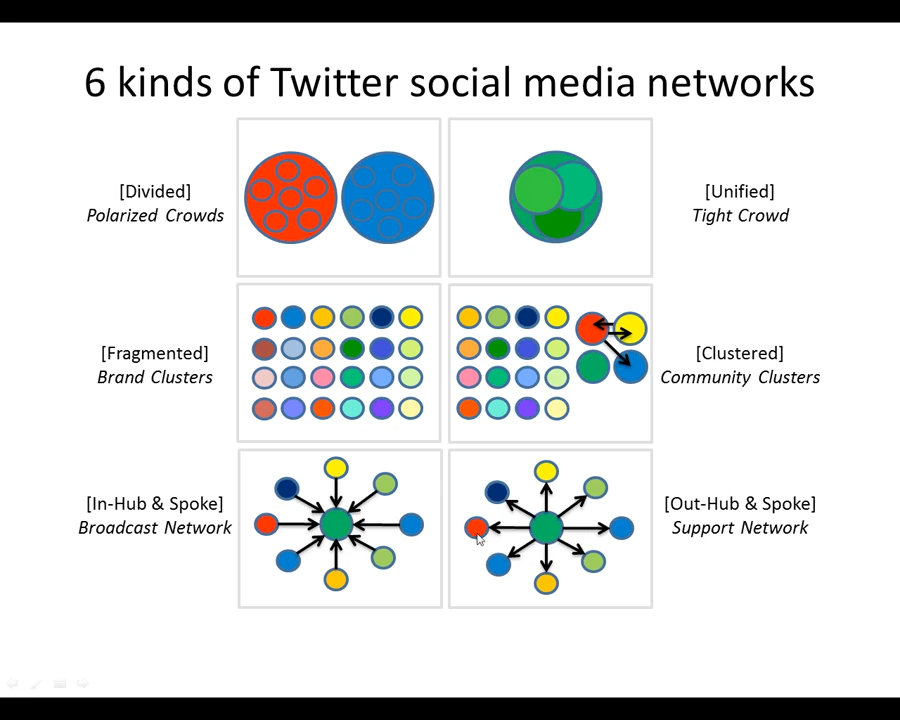 6 kinds of Twitter social media networks
[Divided]
Polarized Crowds
[Unified]
Tight Crowd
[Fragmented]
Brand Clusters
[Clustered]
Community Clusters
[In-Hub & Spoke]
Broadcast Network
[Out-Hub & Spoke]
Support Network